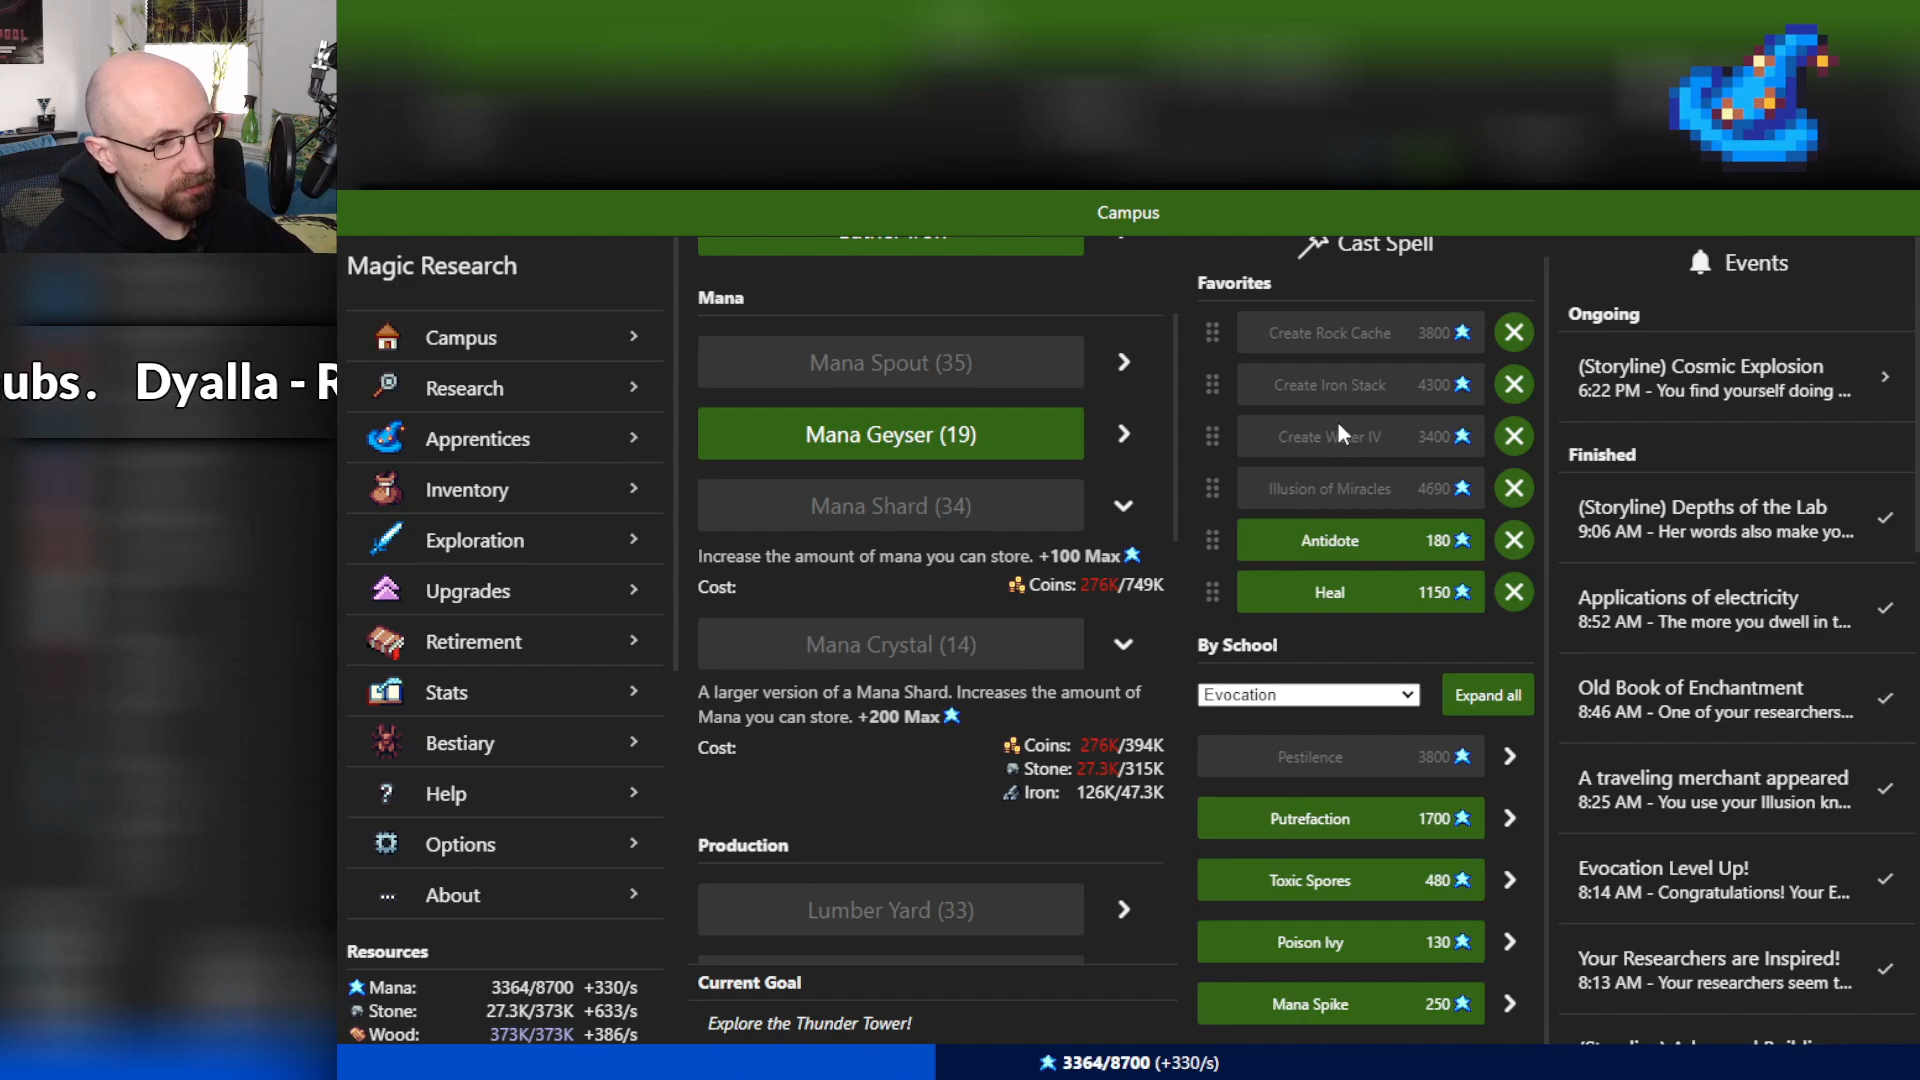 Campus
ubs. Dyalla - R
Magic Research
Campus
Research
Apprentices
Inventory
Exploration
Upgrades
Retirement
Stats
Bestiary
Help
Options
About
Resources
Mana: 3364/8700 +330/s
Stone: 27.3K/373K +633/s
Wood: 373K/373K +386/s
Mana
Mana Spout (35)
Mana Geyser (19)
Mana Shard (34)
Increase the amount of mana you can store. +100 Max
Cost: Coins: 276K/749K
Mana Crystal (14)
A larger version of a Mana Shard. Increases the amount of
Mana you can store. +200 Max
Cost: Coins: 276K/394K
Stone: 27.3K/315K
Iron: 126K/47.3K
Production
Lumber Yard (33)
Current Goal
Explore the Thunder Tower!
Cast Spell
Favorites
Create Rock Cache 3800
Create Iron Stack 4300
Create Water IV 3400
Illusion of Miracles 4690
Antidote 180
Heal 1150
By School
Evocation Expand all
Pestilence 3800
Putrefaction 1700
Toxic Spores 480
Poison Ivy 130
Mana Spike 250
Events
Ongoing
(Storyline) Cosmic Explosion
6:22 PM - You find yourself doing ...
Finished
(Storyline) Depths of the Lab
9:06 AM - Her words also make yo...
Applications of electricity
8:52 AM - The more you dwell in t...
Old Book of Enchantment
8:46 AM - One of your researchers...
A traveling merchant appeared
8:25 AM - You use your Illusion kn...
Evocation Level Up!
8:14 AM - Congratulations! Your E...
Your Researchers are Inspired!
8:13 AM - Your researchers seem t...
3364/8700 (+330/s)